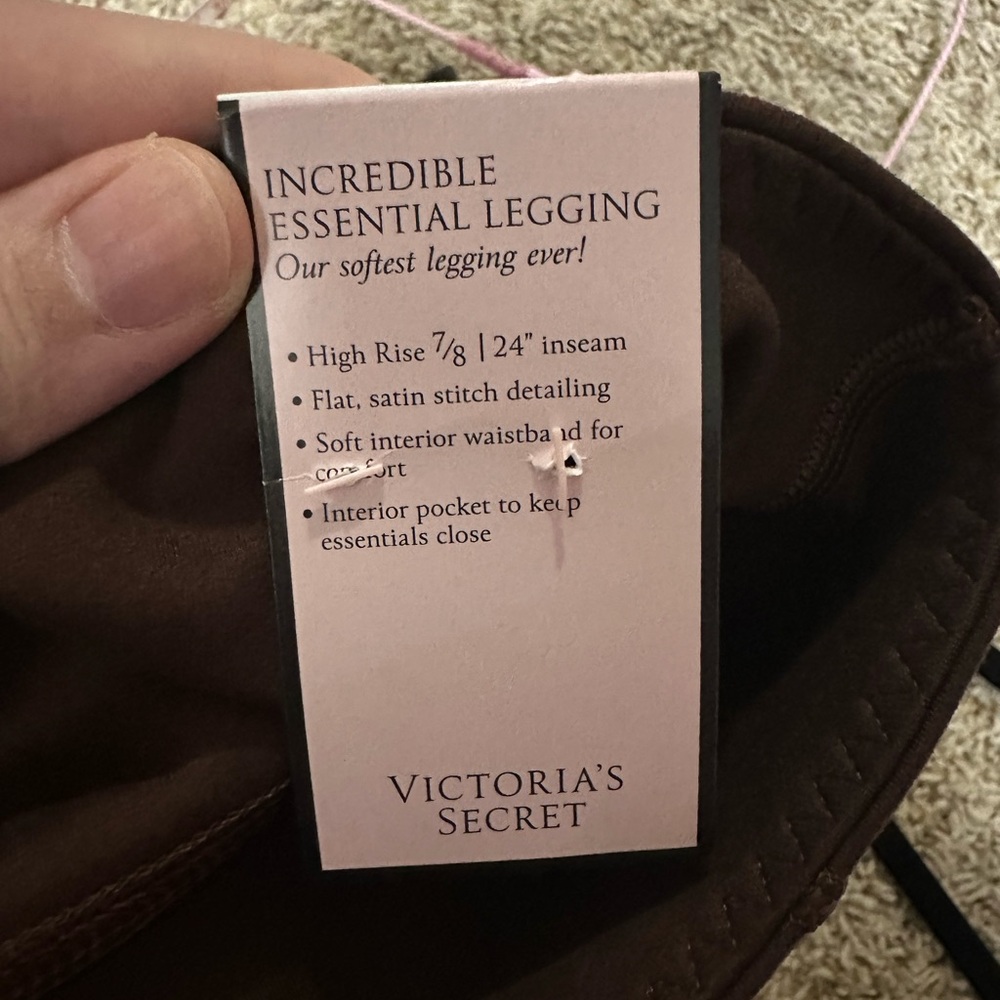 INCREDIBLE
ESSENTIAL LEGGING
Our softest legging ever!
• High Rise 7/8 | 24" inseam
• Flat, satin stitch detailing
• Soft interior waistband for
comfort
• Interior pocket to keep
essentials close
VICTORIA'S
SECRET